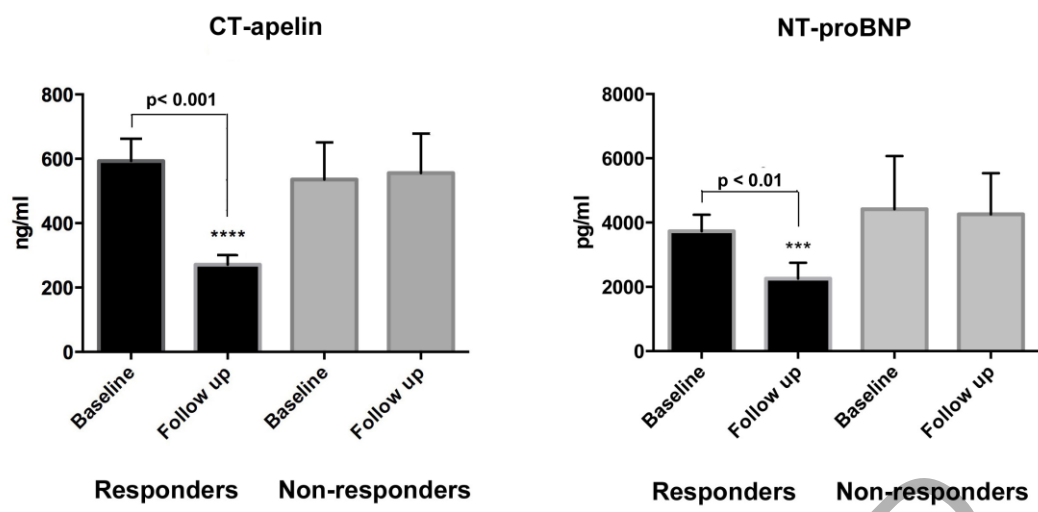 CT-apelin
800
600
400
200
0
ng/ml
p< 0.001
****
Baseline
Follow up
Baseline
Follow up
Responders
Non-responders
NT-proBNP
8000
6000
4000
2000
0
pg/ml
p < 0.01
***
Baseline
Follow up
Baseline
Follow up
Responders
Non-responders